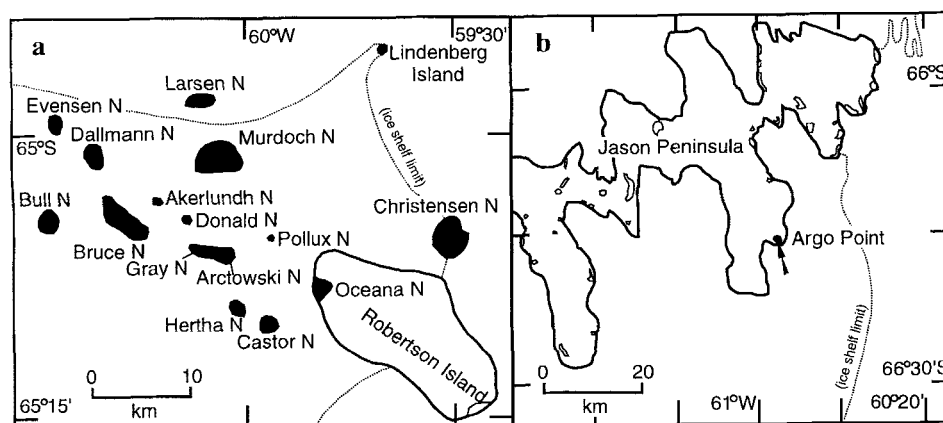 a
60°W
59°30'
Lindenberg
Island
Larsen N
Evensen N
Dallmann N
65°S
Murdoch N
(ice shelf limit)
Bull N
Akerlundh N
Donald N
Christensen N
Bruce N
Pollux N
Gray N
Arctowski N
Oceana N
Hertha N
Castor N
Robertson Island
0
10
km
65°15'
b
66°S
Jason Peninsula
Argo Point
(ice shelf limit)
0
20
km
66°30'S
61°W
60°20'